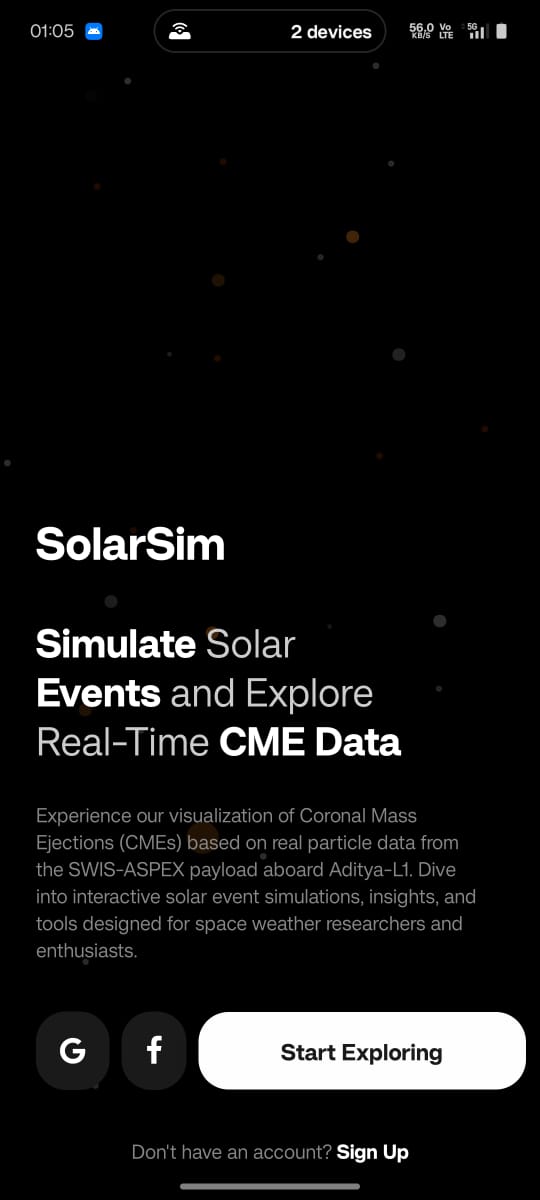 01:05
2 devices
56.0 KB/S Vo LTE 5G
SolarSim
Simulate Solar
Events and Explore
Real-Time CME Data
Experience our visualization of Coronal Mass
Ejections (CMEs) based on real particle data from
the SWIS-ASPEX payload aboard Aditya-L1. Dive
into interactive solar event simulations, insights, and
tools designed for space weather researchers and
enthusiasts.
G f Start Exploring
Don't have an account? Sign Up